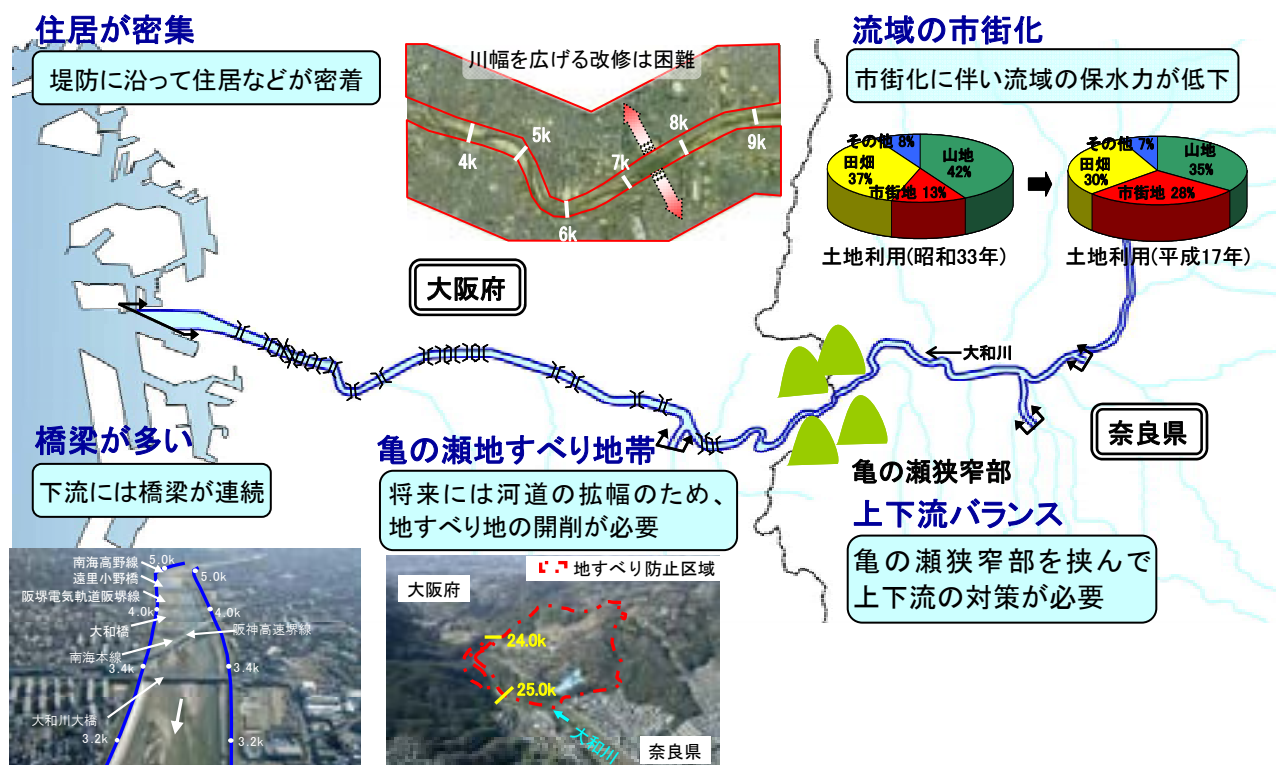 住居が密集
堤防に沿って住居などが密着
川幅を広げる改修は困難
4k
5k
6k
7k
8k
9k
流域の市街化
市街化に伴い流域の保水力が低下
その他 8%
山地
42%
田畑
37%
市街地 13%
土地利用(昭和33年)
その他 7%
山地
35%
田畑
30%
市街地 28%
土地利用(平成17年)
大阪府
大和川
奈良県
橋梁が多い
下流には橋梁が連続
南海高野線
5.0k
5.0k
遠里小野橋
阪堺電気軌道阪堺線
4.0k
4.0k
大和橋
阪神高速堺線
南海本線
3.4k
3.4k
大和川大橋
3.2k
3.2k
亀の瀬地すべり地帯
将来には河道の拡幅のため、
地すべり地の開削が必要
地すべり防止区域
大阪府
24.0k
25.0k
大和川
奈良県
亀の瀬狭窄部
上下流バランス
亀の瀬狭窄部を挟んで
上下流の対策が必要